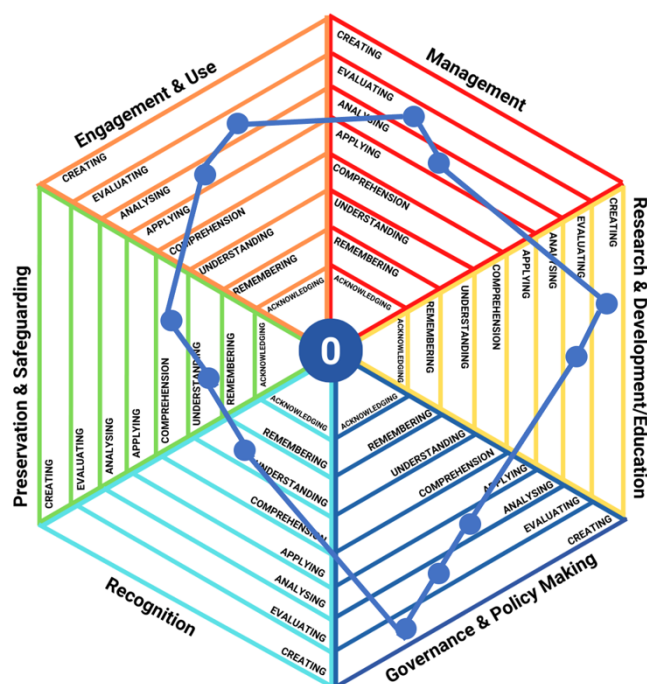 Engagement & Use
CREATING
EVALUATING
ANALYSING
APPLYING
COMPREHENSION
UNDERSTANDING
REMEMBERING
ACKNOWLEDGING
Management
CREATING
EVALUATING
ANALYSING
APPLYING
COMPREHENSION
UNDERSTANDING
REMEMBERING
ACKNOWLEDGING
Research & Development/Education
CREATING
EVALUATING
ANALYSING
APPLYING
COMPREHENSION
UNDERSTANDING
REMEMBERING
ACKNOWLEDGING
0
Preservation & Safeguarding
CREATING
EVALUATING
ANALYSING
APPLYING
COMPREHENSION
UNDERSTANDING
REMEMBERING
ACKNOWLEDGING
Recognition
ACKNOWLEDGING
REMEMBERING
UNDERSTANDING
COMPREHENSION
APPLYING
ANALYSING
EVALUATING
CREATING
Governance & Policy Making
ACKNOWLEDGING
REMEMBERING
UNDERSTANDING
COMPREHENSION
APPLYING
ANALYSING
EVALUATING
CREATING